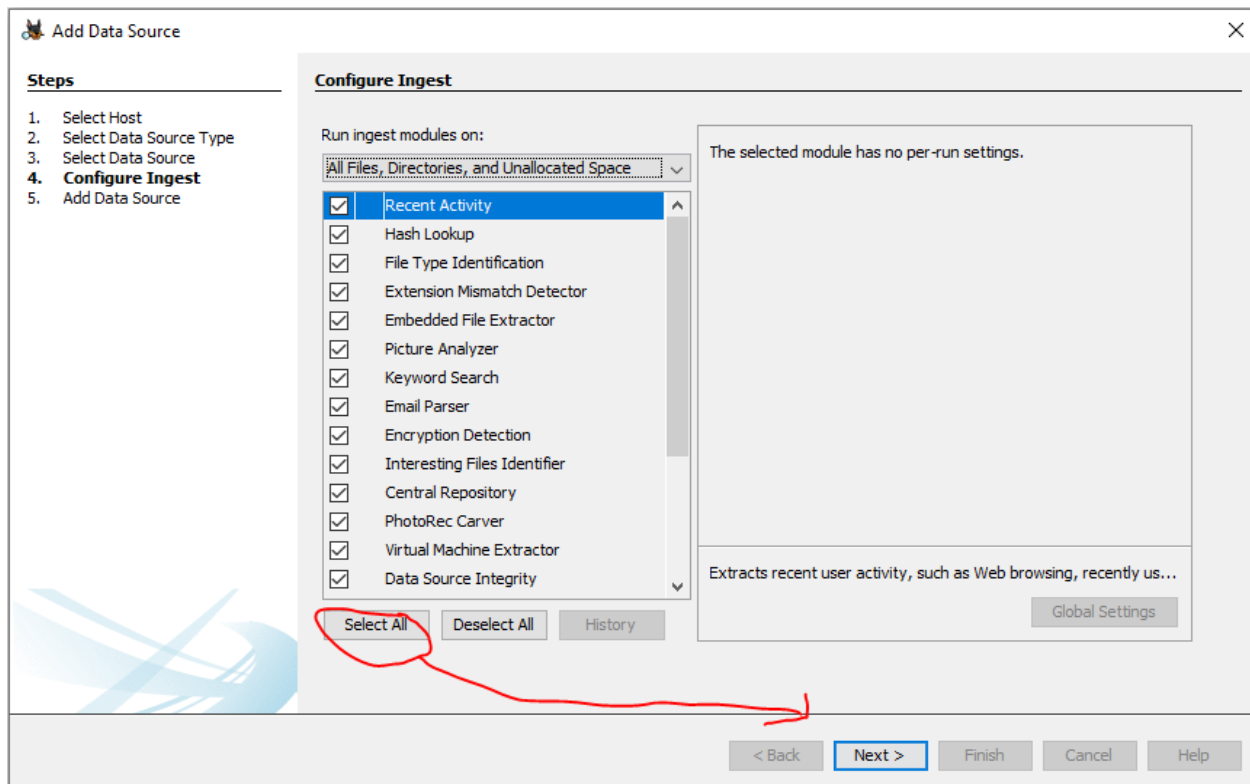 Add Data Source
Steps
1. Select Host
2. Select Data Source Type
3. Select Data Source
4. Configure Ingest
5. Add Data Source
Configure Ingest
Run ingest modules on:
All Files, Directories, and Unallocated Space
Recent Activity
Hash Lookup
File Type Identification
Extension Mismatch Detector
Embedded File Extractor
Picture Analyzer
Keyword Search
Email Parser
Encryption Detection
Interesting Files Identifier
Central Repository
PhotoRec Carver
Virtual Machine Extractor
Data Source Integrity
Select All Deselect All History
The selected module has no per-run settings.
Extracts recent user activity, such as Web browsing, recently us...
Global Settings
< Back Next > Finish Cancel Help